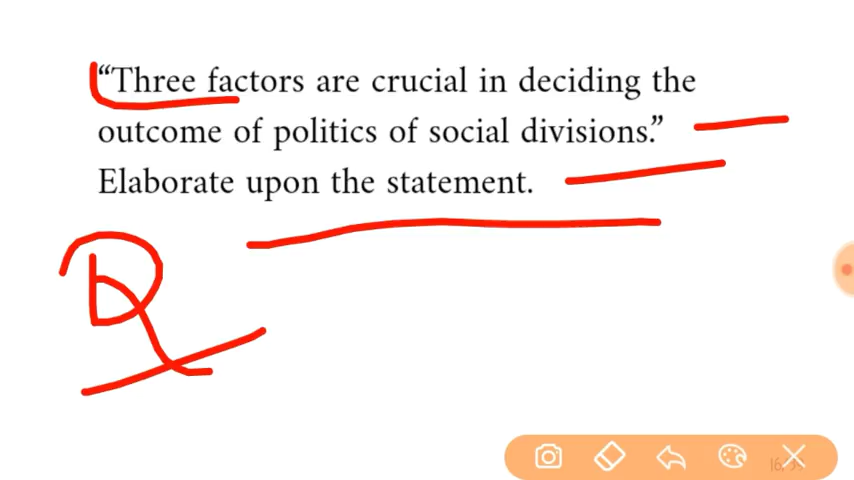 “Three factors are crucial in deciding the
outcome of politics of social divisions.”
Elaborate upon the statement.